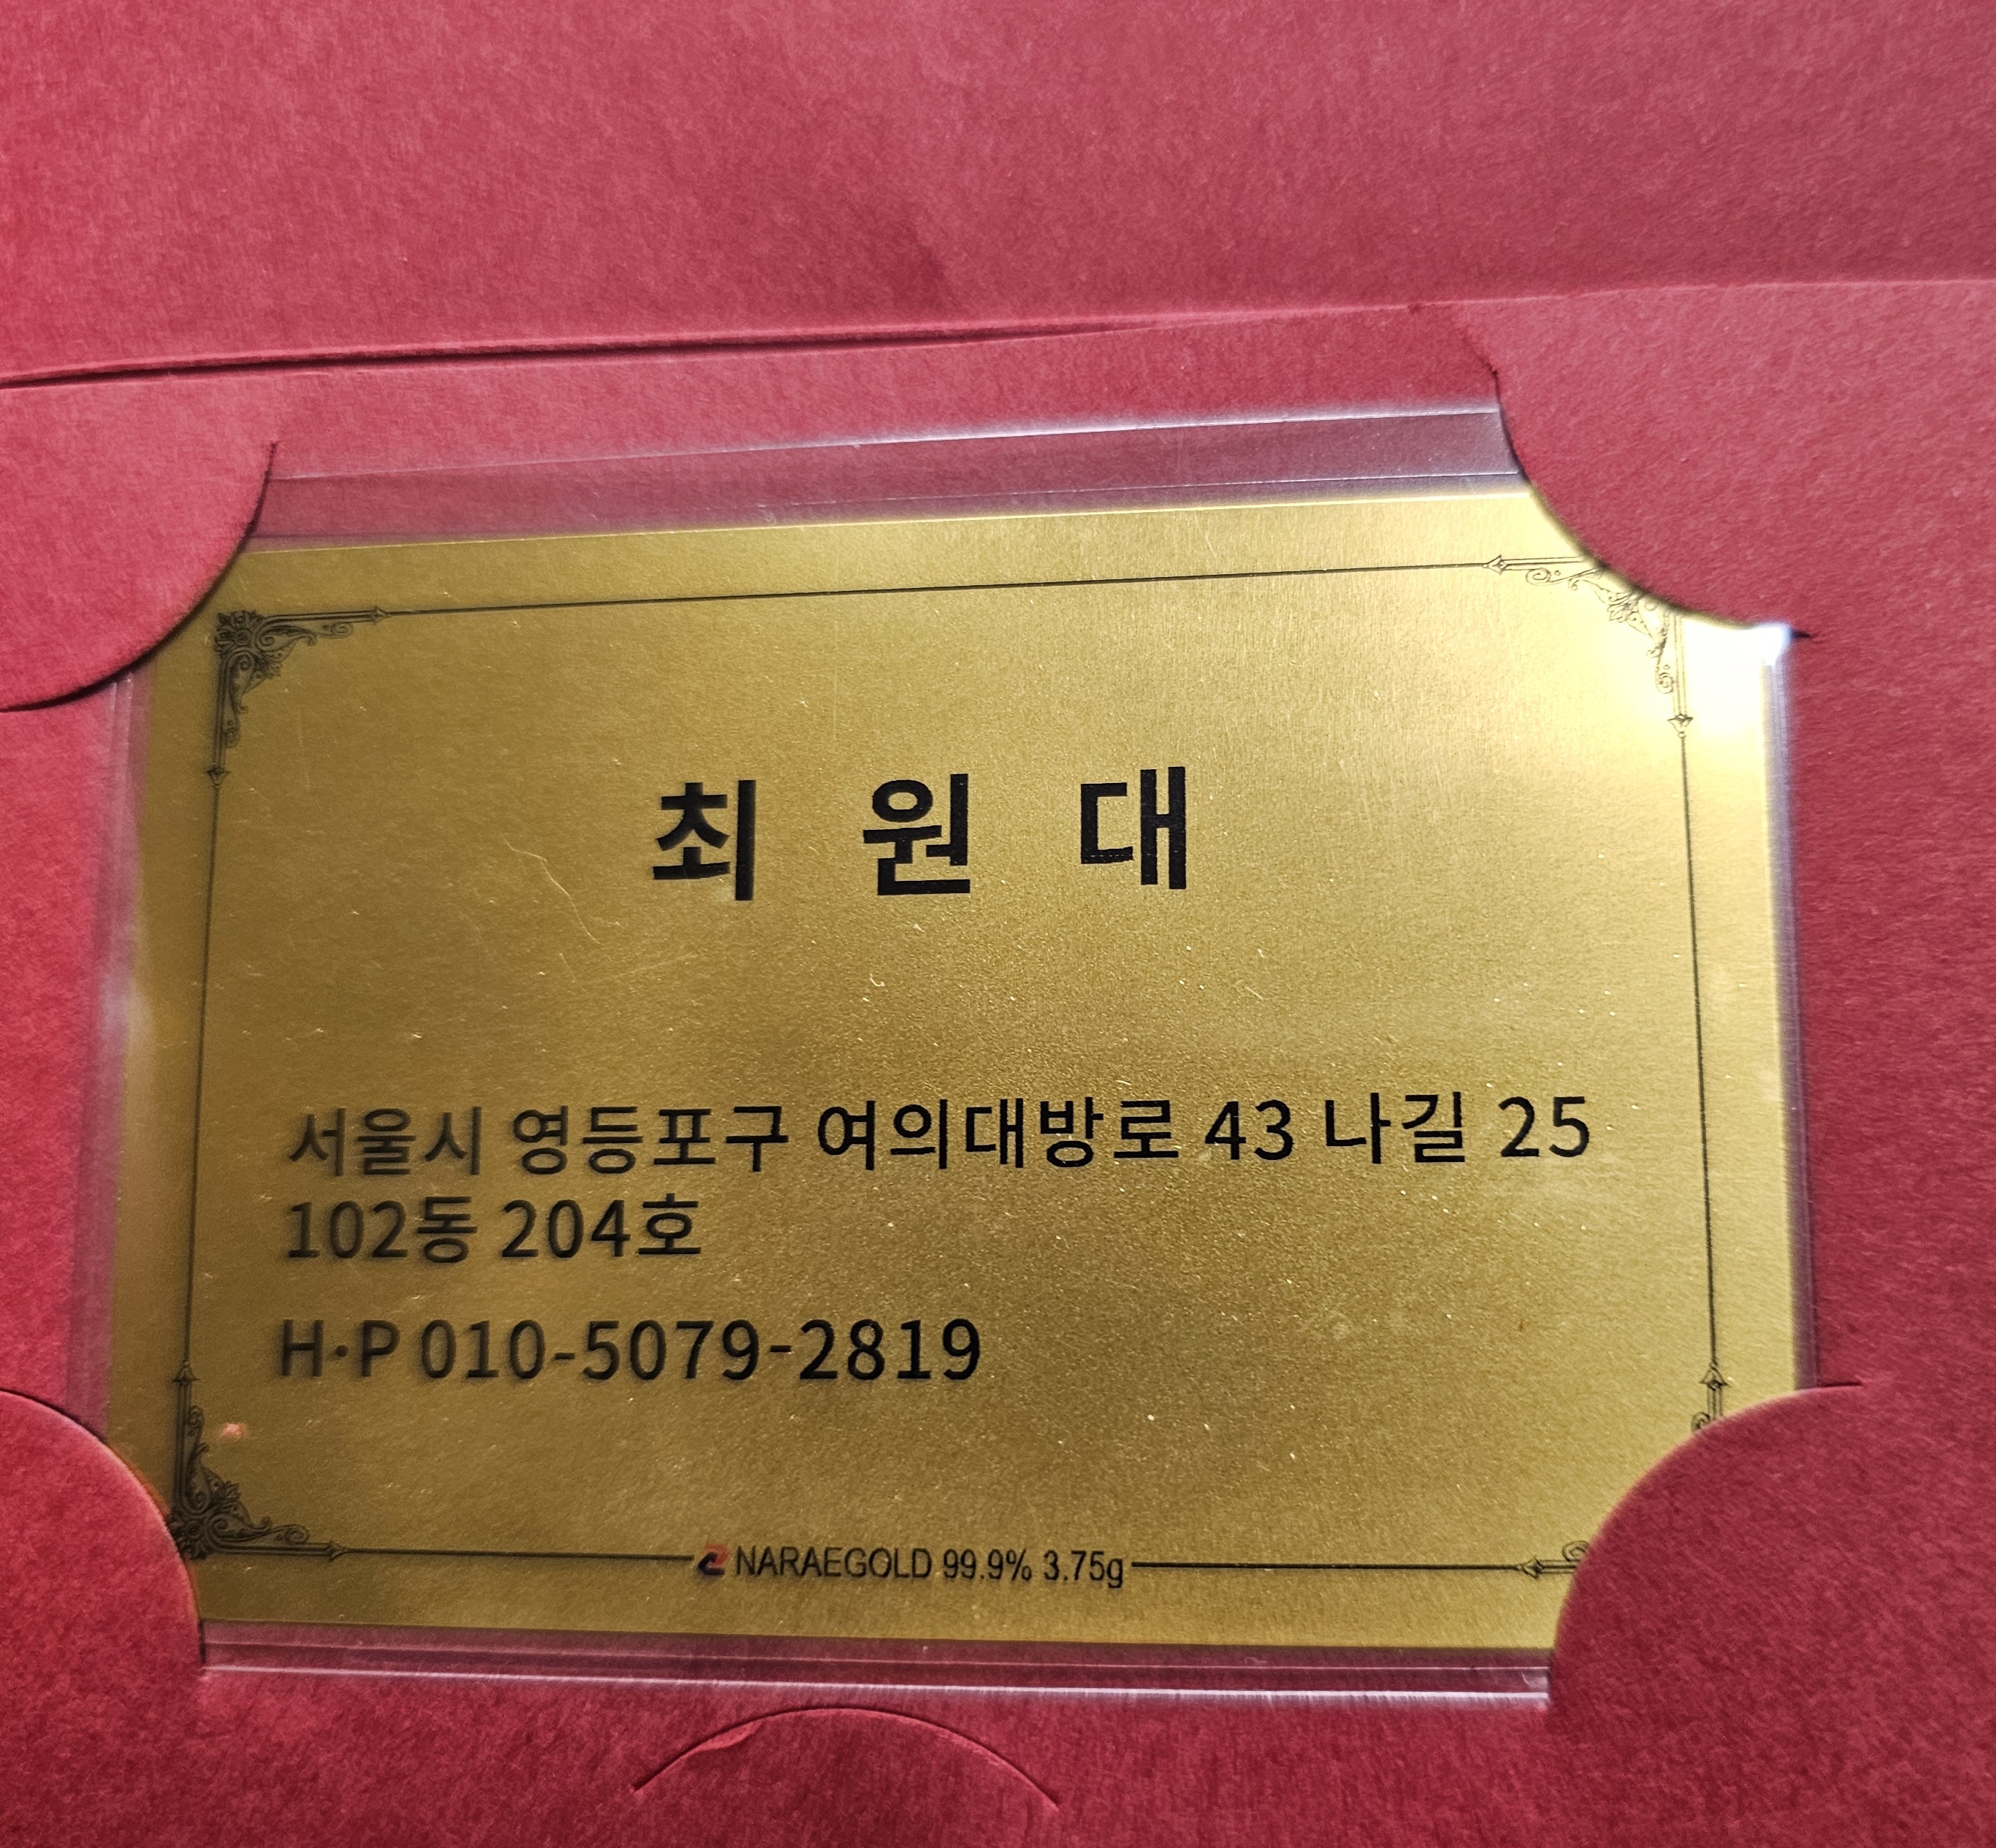 최 원 대
서울시 영등포구 여의대방로 43 나길 25
102동 204호
H·P 010-5079-2819
NARAEGOLD 99.9% 3.75g